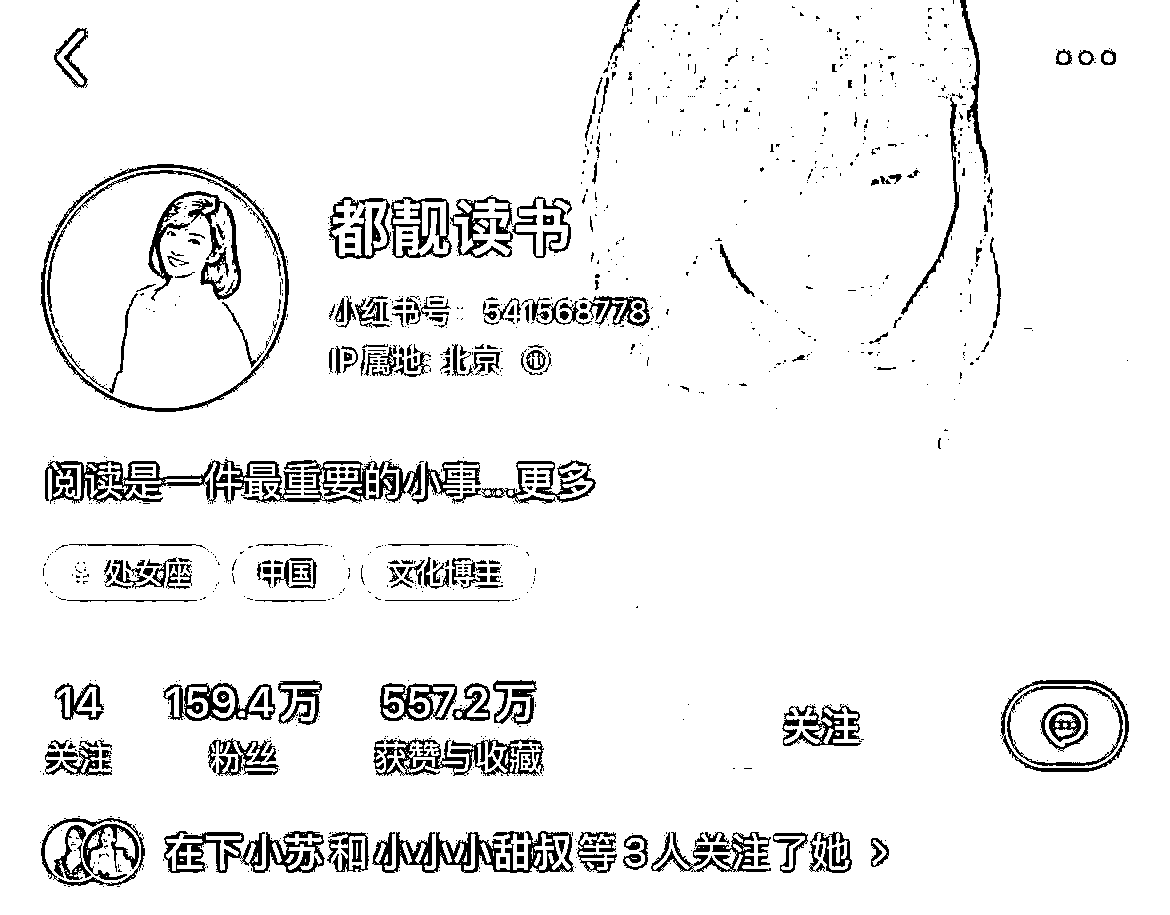 都靓读书
小红书号：541568778
IP属地：北京
阅读是一件最重要的小事...更多
处女座 中国 文化博主
14 159.4万 557.2万
关注 粉丝 获赞与收藏
关注
在下小苏和小小小甜叔等3人关注了她